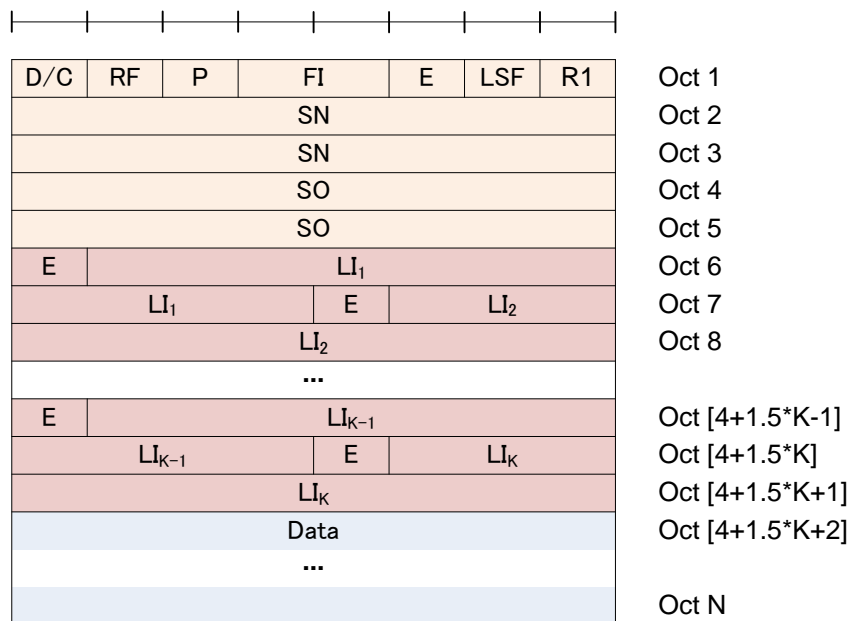 D/C RF P FI E LSF R1 Oct 1
SN Oct 2
SN Oct 3
SO Oct 4
SO Oct 5
E LI₁ Oct 6
LI₁ E LI₂ Oct 7
LI₂ Oct 8
...
E LIK-1 Oct [4+1.5*K-1]
LIK-1 E LIK Oct [4+1.5*K]
LIK Oct [4+1.5*K+1]
Data Oct [4+1.5*K+2]
...
Oct N